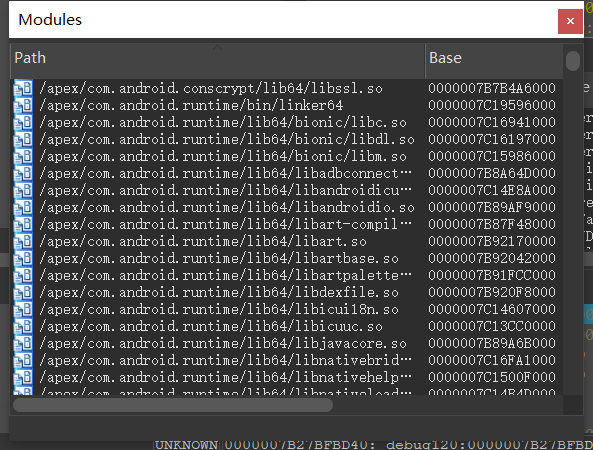 Modules
Path Base
/apex/com.android.conscrypt/lib64/libssl.so 0000007B7B4A6000
/apex/com.android.runtime/bin/linker64 0000007C19596000
/apex/com.android.runtime/lib64/bionic/libc.so 0000007C16941000
/apex/com.android.runtime/lib64/bionic/libdl.so 0000007C16197000
/apex/com.android.runtime/lib64/bionic/libm.so 0000007C15986000
/apex/com.android.runtime/lib64/libadbconnect⋯ 0000007B8A64D000
/apex/com.android.runtime/lib64/libandroidicu⋯ 0000007C14E8A000
/apex/com.android.runtime/lib64/libandroidio.so 0000007B89AF9000
/apex/com.android.runtime/lib64/libart-compil⋯ 0000007B87F48000
/apex/com.android.runtime/lib64/libart.so 0000007B92170000
/apex/com.android.runtime/lib64/libartbase.so 0000007B92042000
/apex/com.android.runtime/lib64/libartpalette⋯ 0000007B91FCC000
/apex/com.android.runtime/lib64/libdexfile.so 0000007B920F8000
/apex/com.android.runtime/lib64/libicui18n.so 0000007C14607000
/apex/com.android.runtime/lib64/libicuuc.so 0000007C13CC0000
/apex/com.android.runtime/lib64/libjavacore.so 0000007B89A6B000
/apex/com.android.runtime/lib64/libnativebrid⋯ 0000007C16FA1000
/apex/com.android.runtime/lib64/libnativehelp⋯ 0000007C1500F000
/apex/com.android.runtime/lib64/libnativeload⋯ 0000007C14E4D000
UNKNOWN 0000007B27BFBD40: debug120:0000007B27BFBD